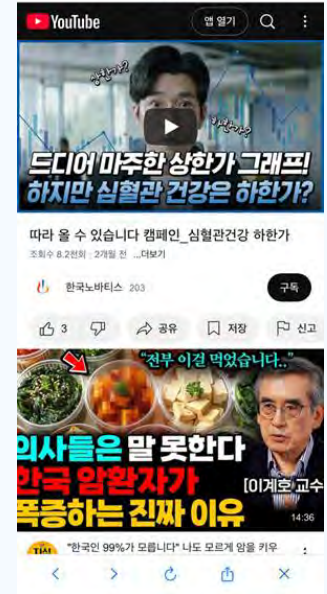 YouTube
앱 열기
상한가?
하한가?
드디어 마주한 상한가 그래프!
하지만 심혈관 건강은 하한가?
따라 올 수 있습니다 캠페인_심혈관건강 하한가
조회수 8.2천회 2개월 전 ...더보기
한국노바티스 203
구독
3
공유
저장
신고
"전부 이걸 먹었습니다.."
의사들은 말 못한다
한국 암환자가
폭증하는 진짜 이유
[이계호 교수
14:36
"한국인 99%가 모릅니다" 나도 모르게 암을 키우